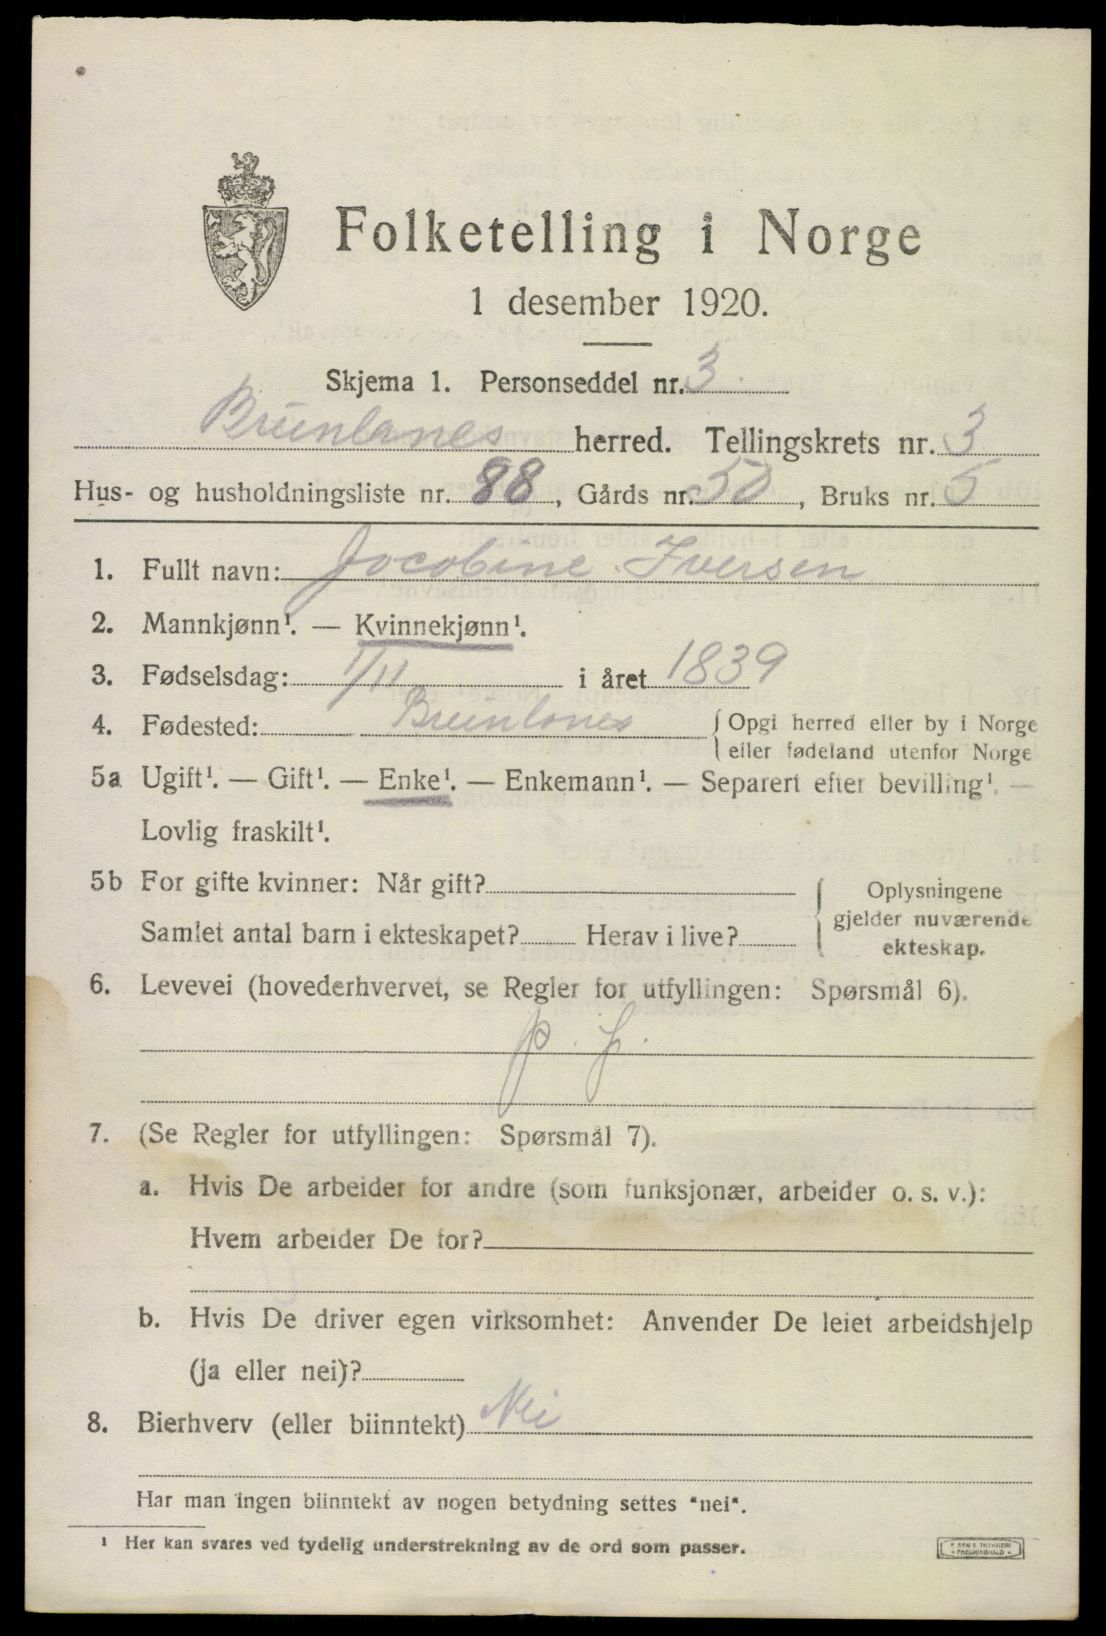 Folketelling i Norge
1 desember 1920.
Skjema 1. Personseddel nr. 3.
Brunlanes herred. Tellingskrets nr. 3
Hus- og husholdningsliste nr. 88, Gårds nr. 50, Bruks nr. 5
1. Fullt navn: Jocobine Iversen
2. Mannkjønn¹. — Kvinnekjønn¹.
3. Fødselsdag: 1/11 i året 1839
4. Fødested: Brunlanes { Opgi herred eller by i Norge
eller fødeland utenfor Norge
5a Ugift¹. — Gift¹. — Enke¹. — Enkemann¹. — Separert efter bevilling¹. —
Lovlig fraskilt¹.
5b For gifte kvinner: Når gift? { Oplysningene
gjelder nuværende
Samlet antal barn i ekteskapet? Herav i live?
ekteskap.
6. Levevei (hovederhvervet, se Regler for utfyllingen: Spørsmål 6).
7. (Se Regler for utfyllingen: Spørsmål 7).
a. Hvis De arbeider for andre (som funksjonær, arbeider o. s. v.):
Hvem arbeider De for?
b. Hvis De driver egen virksomhet: Anvender De leiet arbeidshjelp
(ja eller nei)?
8. Bierhverv (eller biinntekt) Nei
Har man ingen biinntekt av nogen betydning settes "nei".
¹ Her kan svares ved tydelig understrekning av de ord som passer.